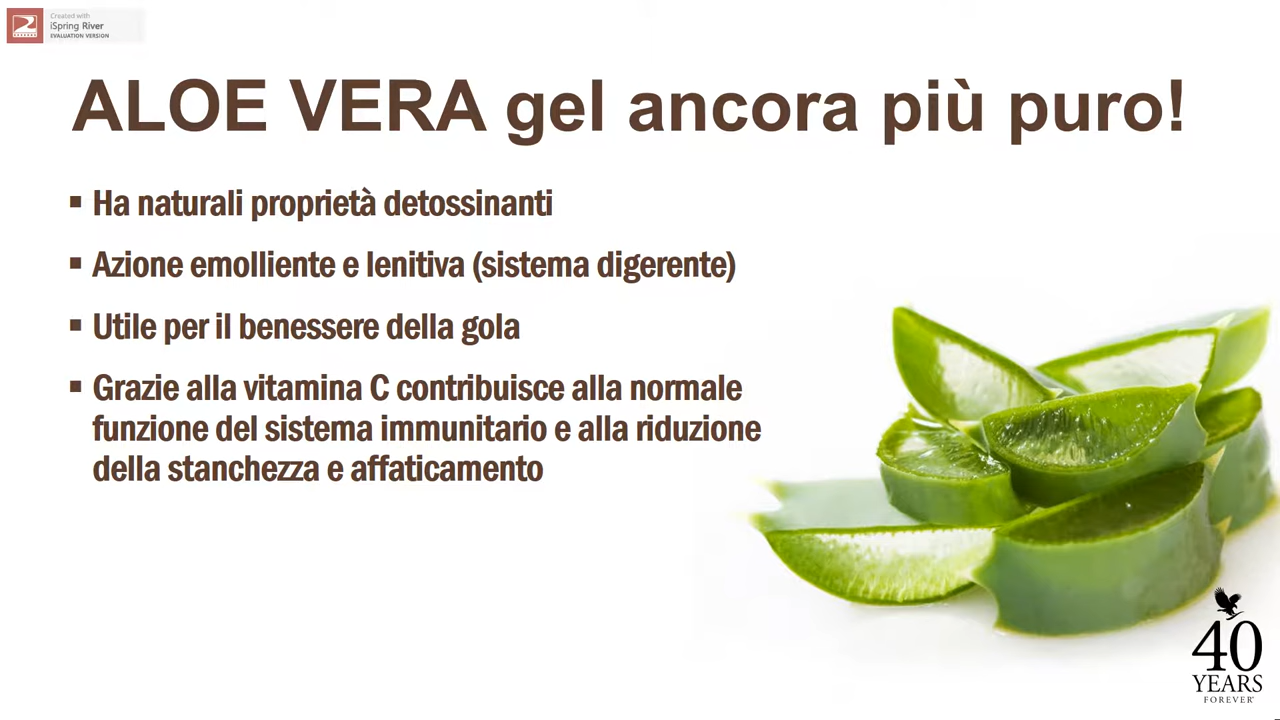 Created with
iSpring River
EVALUATION VERSION
ALOE VERA gel ancora più puro!
▪ Ha naturali proprietà detossinanti
▪ Azione emolliente e lenitiva (sistema digerente)
▪ Utile per il benessere della gola
▪ Grazie alla vitamina C contribuisce alla normale
funzione del sistema immunitario e alla riduzione
della stanchezza e affaticamento
40
YEARS
FOREVER